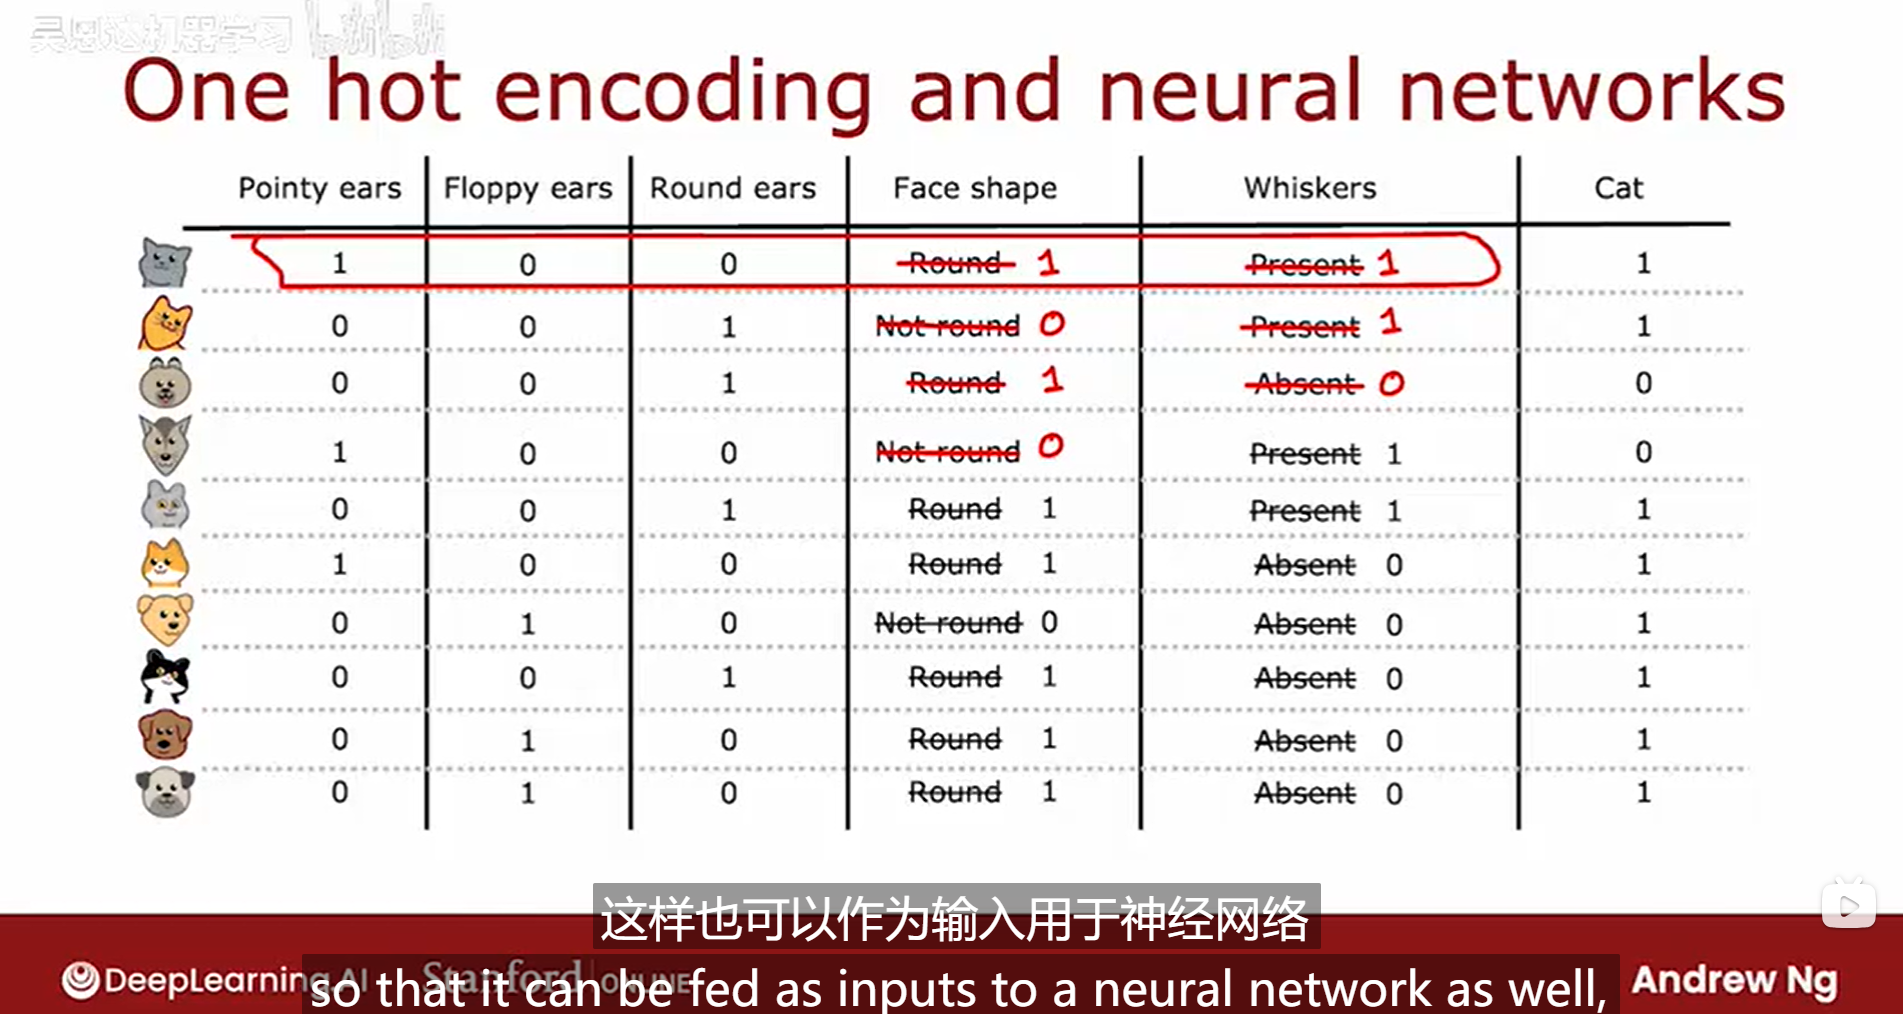 吴恩达机器学习 bilibili
One hot encoding and neural networks
Pointy ears Floppy ears Round ears Face shape Whiskers Cat
1 0 0 Round 1 Present 1 1
0 0 1 Not round 0 Present 1 1
0 0 1 Round 1 Absent 0 0
1 0 0 Not round 0 Present 1 0
0 0 1 Round 1 Present 1 1
1 0 0 Round 1 Absent 0 1
0 1 0 Not round 0 Absent 0 1
0 0 1 Round 1 Absent 0 1
0 1 0 Round 1 Absent 0 1
0 1 0 Round 1 Absent 0 1
这样也可以作为输入用于神经网络
DeepLearning.AI Stanford ONLINE Andrew Ng
so that it can be fed as inputs to a neural network as well,